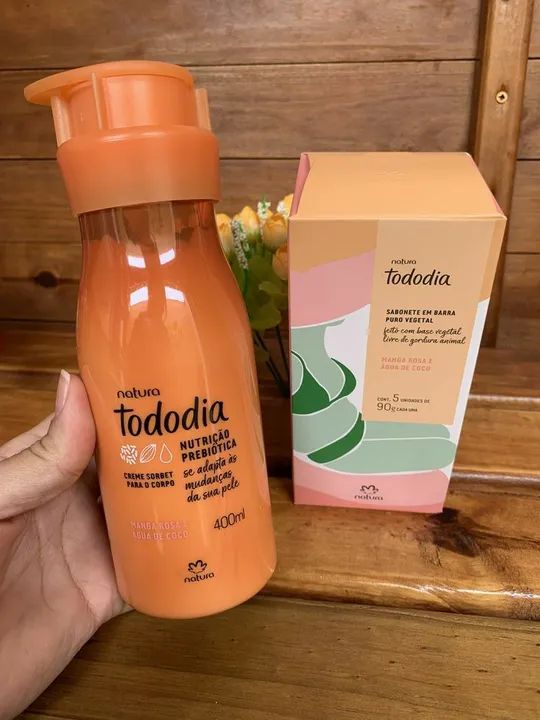 natura
tododia
NUTRIÇÃO
PREBIÓTICA
CREME SORBET
PARA O CORPO
se adapta às
mudanças
da sua pele
MANGA ROSA E
ÁGUA DE COCO
400ml
natura
natura
tododia
SABONETE EM BARRA
PURO VEGETAL
feito com base vegetal
livre de gordura animal
MANGA ROSA E
ÁGUA DE COCO
CONT. 5 UNIDADES DE
90g CADA UMA
natura